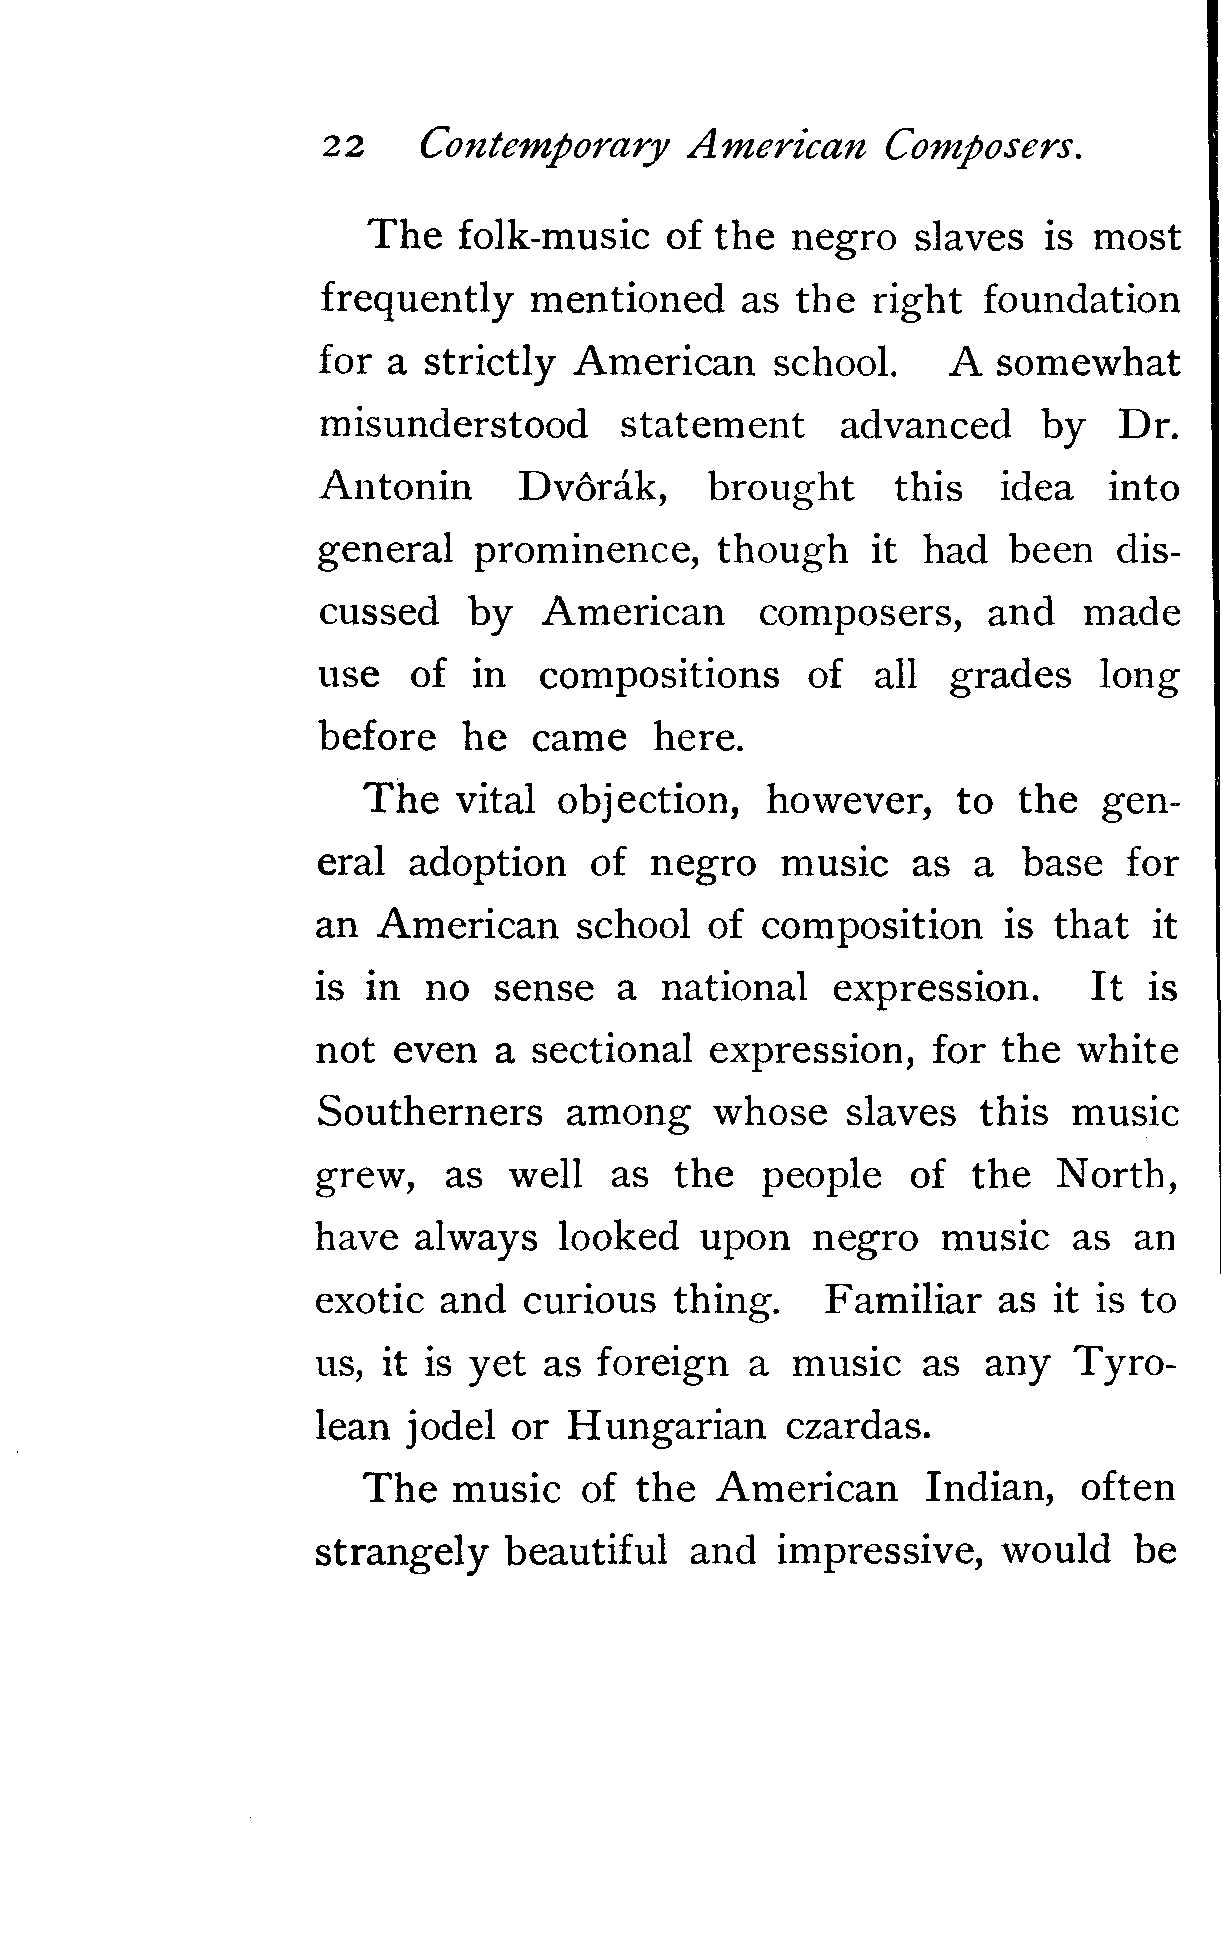 22 Contemporary American Composers.
The folk-music of the negro slaves is most
frequently mentioned as the right foundation
for a strictly American school. A somewhat
misunderstood statement advanced by Dr.
Antonin Dvôrák, brought this idea into
general prominence, though it had been dis-
cussed by American composers, and made
use of in compositions of all grades long
before he came here.
The vital objection, however, to the gen-
eral adoption of negro music as a base for
an American school of composition is that it
is in no sense a national expression. It is
not even a sectional expression, for the white
Southerners among whose slaves this music
grew, as well as the people of the North,
have always looked upon negro music as an
exotic and curious thing. Familiar as it is to
us, it is yet as foreign a music as any Tyro-
lean jodel or Hungarian czardas.
The music of the American Indian, often
strangely beautiful and impressive, would be